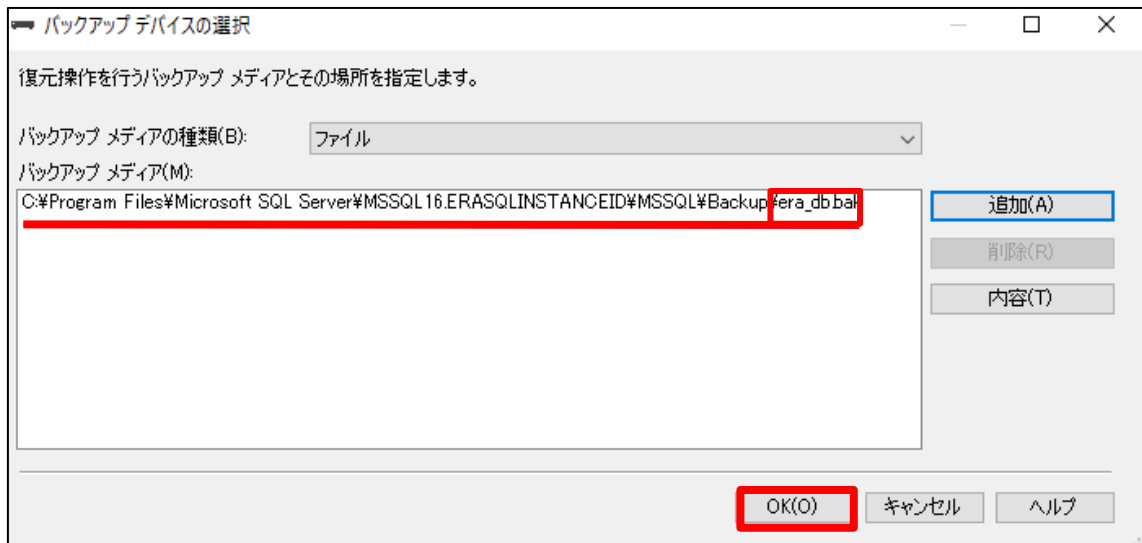 バックアップ デバイスの選択
復元操作を行うバックアップ メディアとその場所を指定します。
バックアップ メディアの種類(B):
ファイル
バックアップ メディア(M):
C:¥Program Files¥Microsoft SQL Server¥MSSQL16.ERASQLINSTANCEID¥MSSQL¥Backup¥era_db.bak
追加(A)
削除(R)
内容(T)
OK(O)
キャンセル
ヘルプ